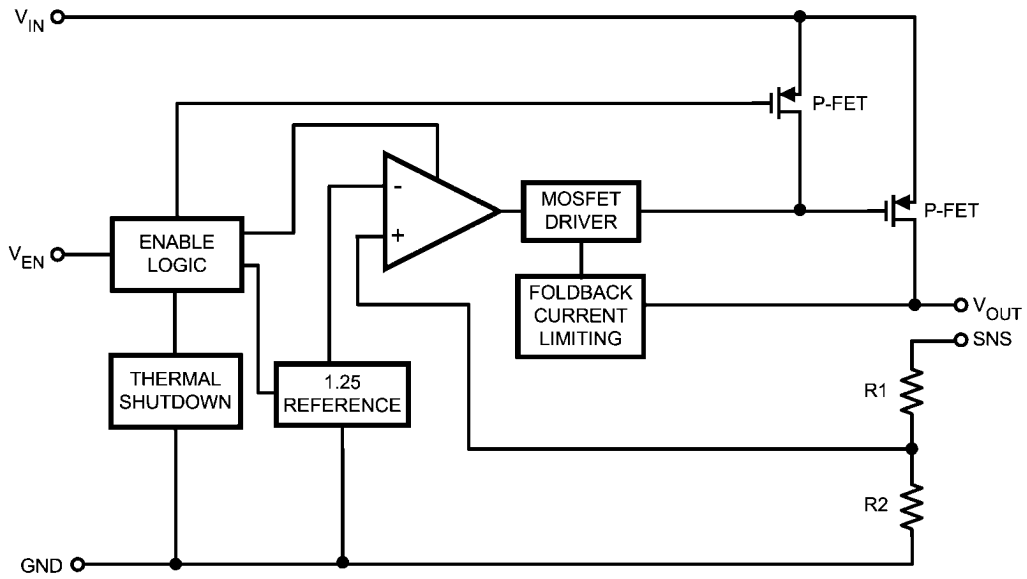 VIN
P-FET
MOSFET
DRIVER
P-FET
-
+
VEN
ENABLE
LOGIC
FOLDBACK
CURRENT
LIMITING
VOUT
SNS
THERMAL
SHUTDOWN
1.25
REFERENCE
R1
R2
GND